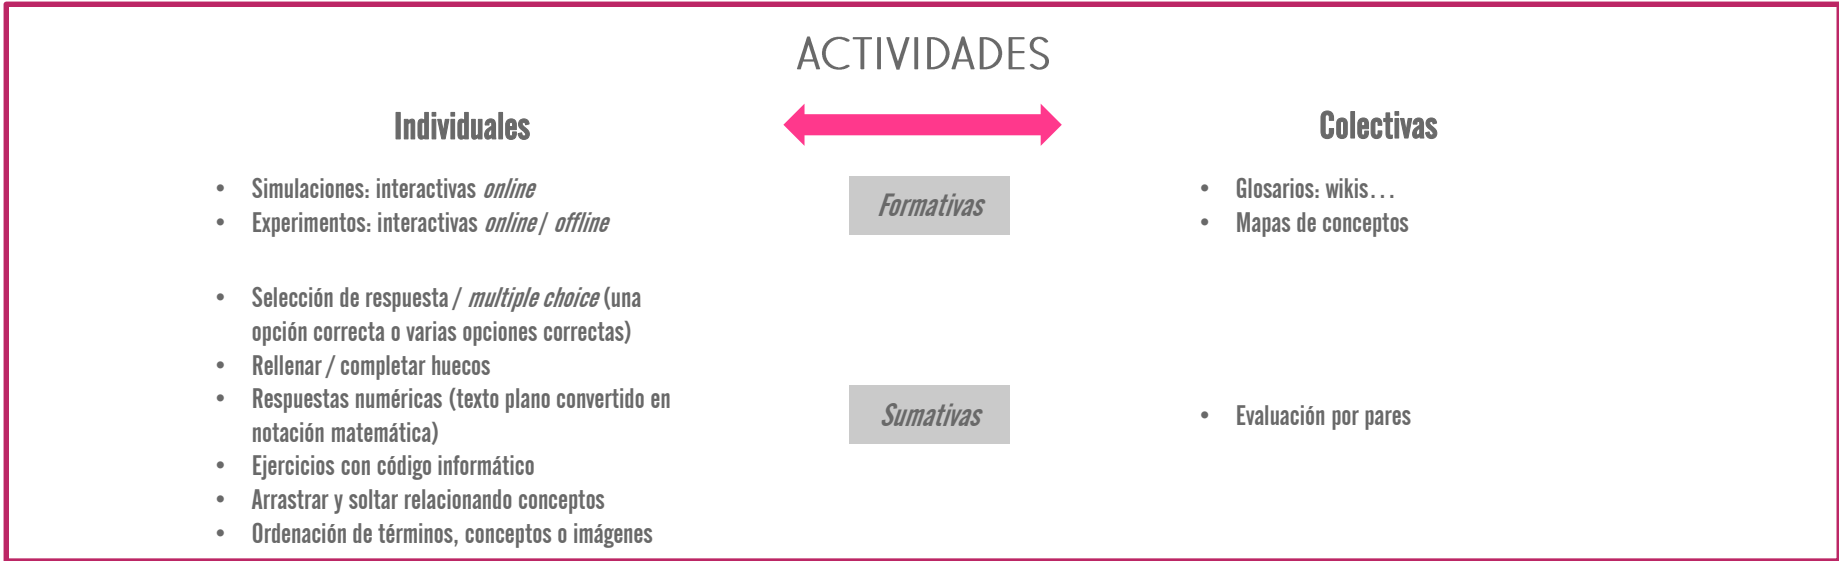 ACTIVIDADES
Individuales
Colectivas
• Simulaciones: interactivas online
• Experimentos: interactivas online / offline
Formativas
• Glosarios: wikis…
• Mapas de conceptos
• Selección de respuesta / multiple choice (una
opción correcta o varias opciones correctas)
• Rellenar / completar huecos
• Respuestas numéricas (texto plano convertido en
notación matemática)
• Ejercicios con código informático
• Arrastrar y soltar relacionando conceptos
• Ordenación de términos, conceptos o imágenes
Sumativas
• Evaluación por pares